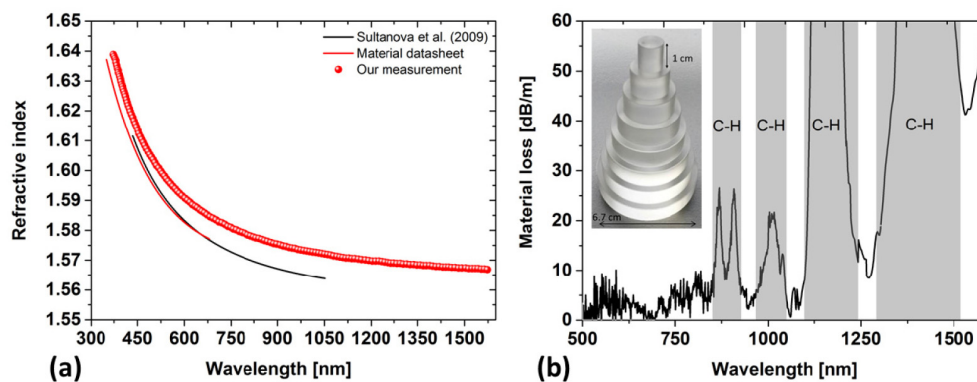 Refractive index
1.64
1.63
1.62
1.61
1.60
1.59
1.58
1.57
1.56
1.55
Sultanova et al. (2009)
Material datasheet
Our measurement
300 450 600 750 900 1050 1200 1350 1500
Wavelength [nm]
(a)
Material loss [dB/m]
60
50
40
30
20
10
0
1 cm
6.7 cm
C-H C-H C-H C-H
500 750 1000 1250 1500
Wavelength [nm]
(b)